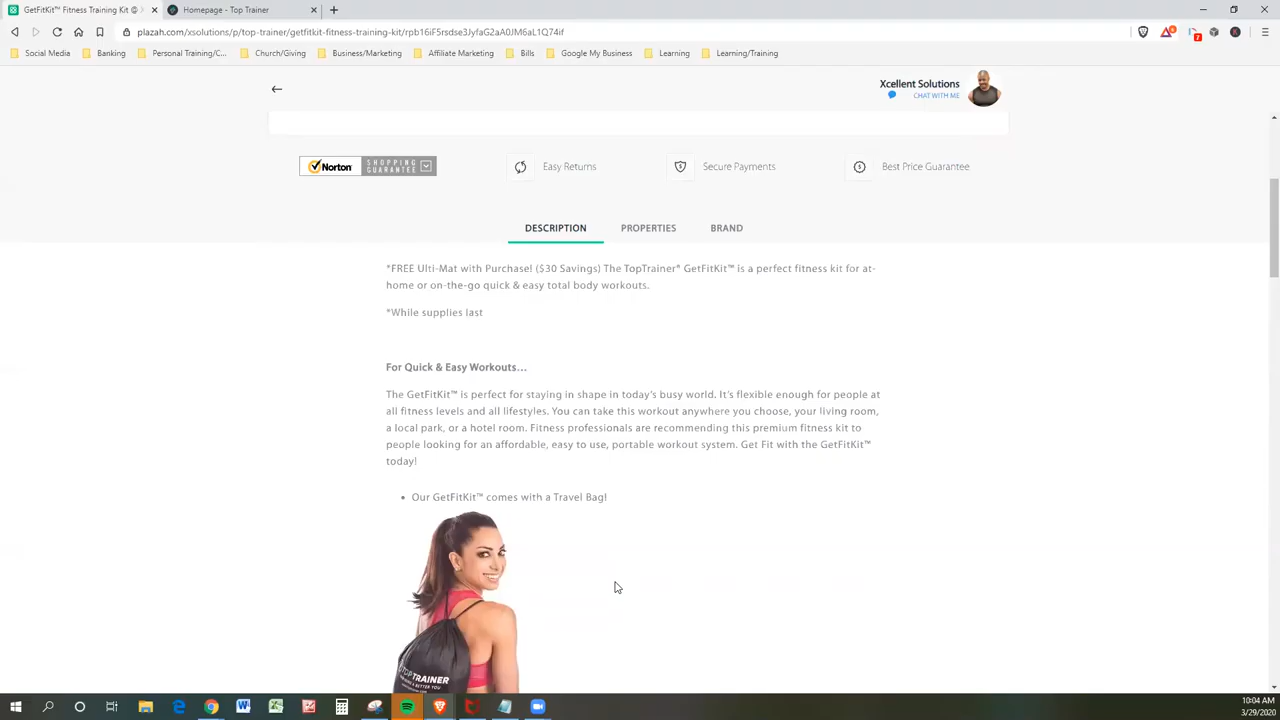 GetFitKit™ Fitness Training Kit @
Homepage - Top Trainer
plazah.com/xsolutions/p/top-trainer/getfitkit-fitness-training-kit/rpb16iF5rsdse3JyfaG2aA0JM6aL1Q74if
Social Media Banking Personal Training/C... Church/Giving Business/Marketing Affiliate Marketing Bills Google My Business Learning Learning/Training
Xcellent Solutions
CHAT WITH ME
Norton SHOPPING GUARANTEE Easy Returns Secure Payments Best Price Guarantee
DESCRIPTION PROPERTIES BRAND
*FREE Ulti-Mat with Purchase! ($30 Savings) The TopTrainer® GetFitKit™ is a perfect fitness kit for at-
home or on-the-go quick & easy total body workouts.
*While supplies last
For Quick & Easy Workouts...
The GetFitKit™ is perfect for staying in shape in today's busy world. It's flexible enough for people at
all fitness levels and all lifestyles. You can take this workout anywhere you choose, your living room,
a local park, or a hotel room. Fitness professionals are recommending this premium fitness kit to
people looking for an affordable, easy to use, portable workout system. Get Fit with the GetFitKit™
today!
• Our GetFitKit™ comes with a Travel Bag!
TOPTRAINER
10:04 AM
3/29/2020